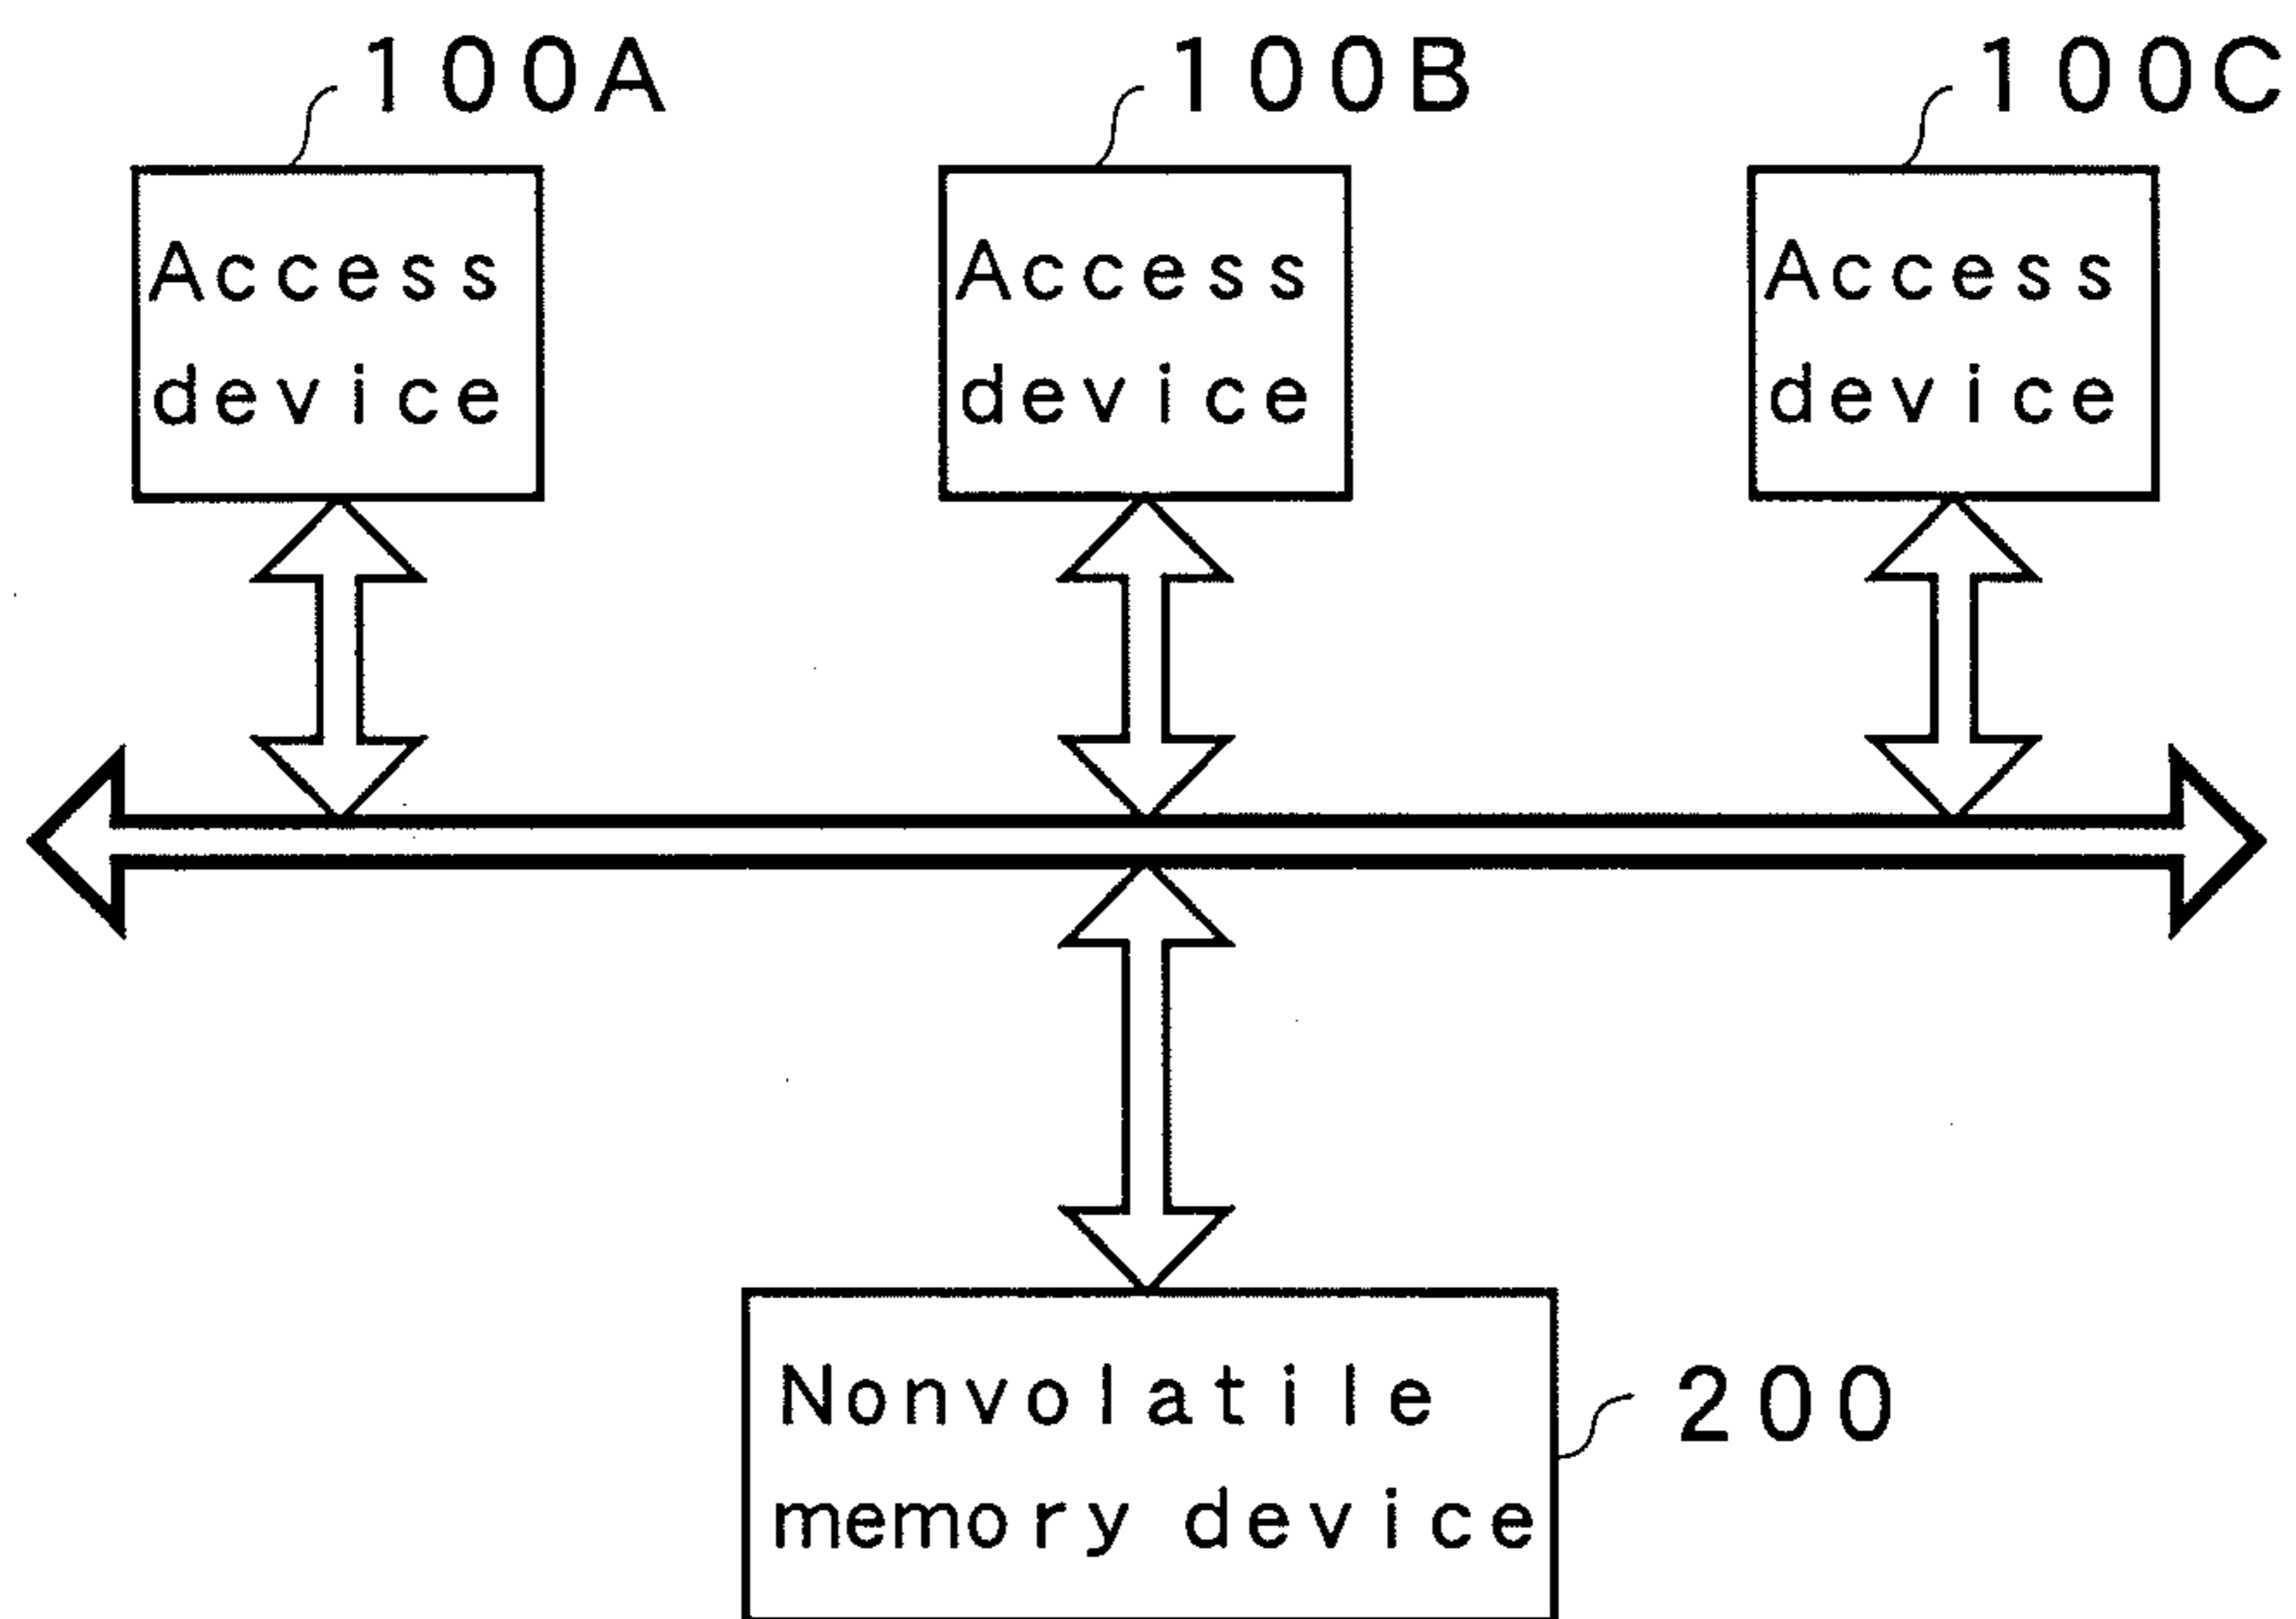 100A 100B 100C
Access Access Access
device device device
Nonvolatile
memory device
200